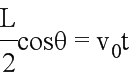 L/2 cosθ = v₀t